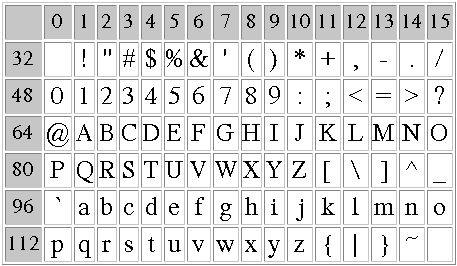 0 1 2 3 4 5 6 7 8 9 10 11 12 13 14 15
32 ! " # $ % & ' ( ) * + , - . /
48 0 1 2 3 4 5 6 7 8 9 : ; < = > ?
64 @ A B C D E F G H I J K L M N O
80 P Q R S T U V W X Y Z [ \ ] ^ _
96 ` a b c d e f g h i j k l m n o
112 p q r s t u v w x y z { | } ~